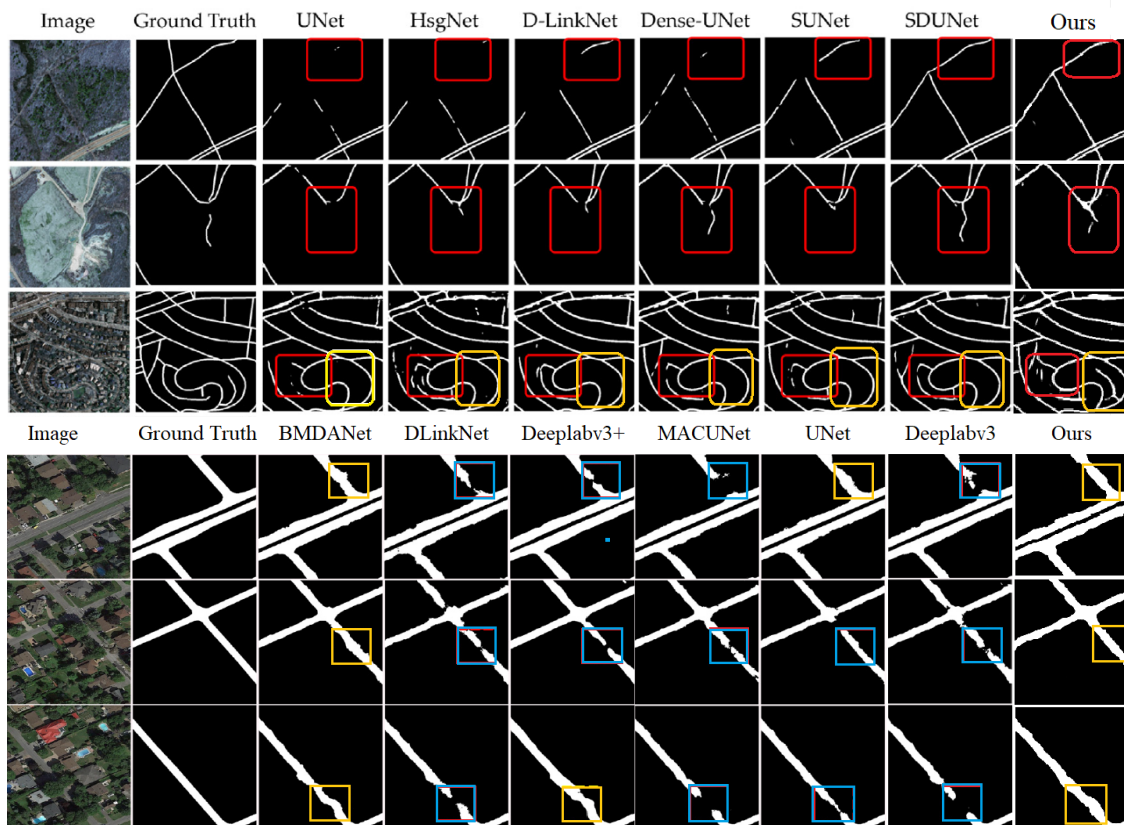 Image Ground Truth UNet HsgNet D-LinkNet Dense-UNet SUNet SDUNet Ours
Image Ground Truth BMDANet DLinkNet Deeplabv3+ MACUNet UNet Deeplabv3 Ours